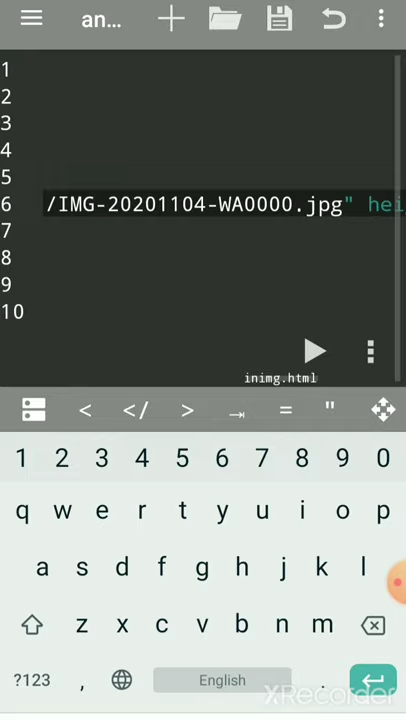 an...
1
2
3
4
5
6 /IMG-20201104-WA0000.jpg" hei
7
8
9
10
inimg.html
< </ > → = "
1 2 3 4 5 6 7 8 9 0
q w e r t y u i o p
a s d f g h j k l
z x c v b n m
?123 , English .
XRecorder